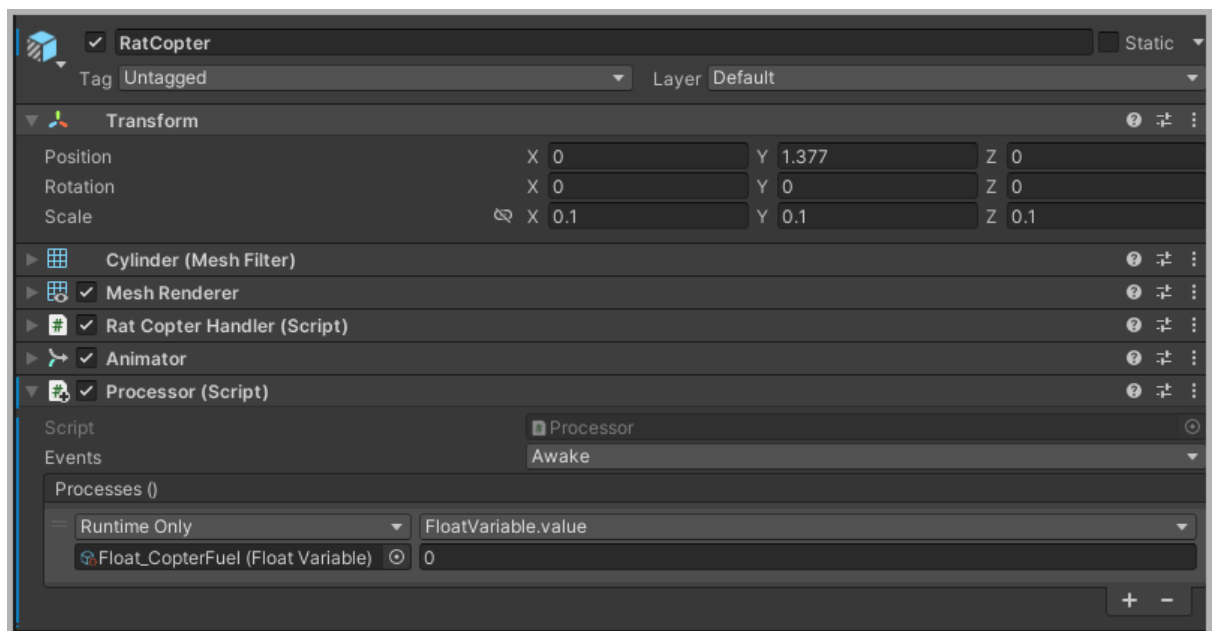 RatCopter Static
Tag Untagged Layer Default
Transform
Position X 0 Y 1.377 Z 0
Rotation X 0 Y 0 Z 0
Scale X 0.1 Y 0.1 Z 0.1
Cylinder (Mesh Filter)
Mesh Renderer
# Rat Copter Handler (Script)
Animator
# Processor (Script)
Script # Processor
Events Awake
Processes ()
Runtime Only FloatVariable.value
Float_CopterFuel (Float Variable) 0
+ -